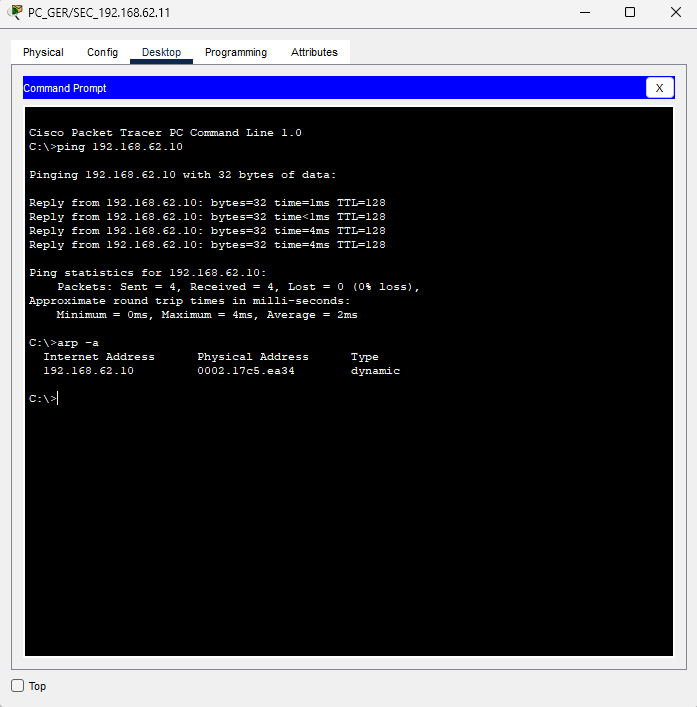 PC_GER/SEC_192.168.62.11
Physical Config Desktop Programming Attributes
Command Prompt X
Cisco Packet Tracer PC Command Line 1.0
C:\>ping 192.168.62.10
Pinging 192.168.62.10 with 32 bytes of data:
Reply from 192.168.62.10: bytes=32 time=1ms TTL=128
Reply from 192.168.62.10: bytes=32 time<1ms TTL=128
Reply from 192.168.62.10: bytes=32 time=4ms TTL=128
Reply from 192.168.62.10: bytes=32 time=4ms TTL=128
Ping statistics for 192.168.62.10:
Packets: Sent = 4, Received = 4, Lost = 0 (0% loss),
Approximate round trip times in milli-seconds:
Minimum = 0ms, Maximum = 4ms, Average = 2ms
C:\>arp -a
Internet Address Physical Address Type
192.168.62.10 0002.17c5.ea34 dynamic
C:\>
Top